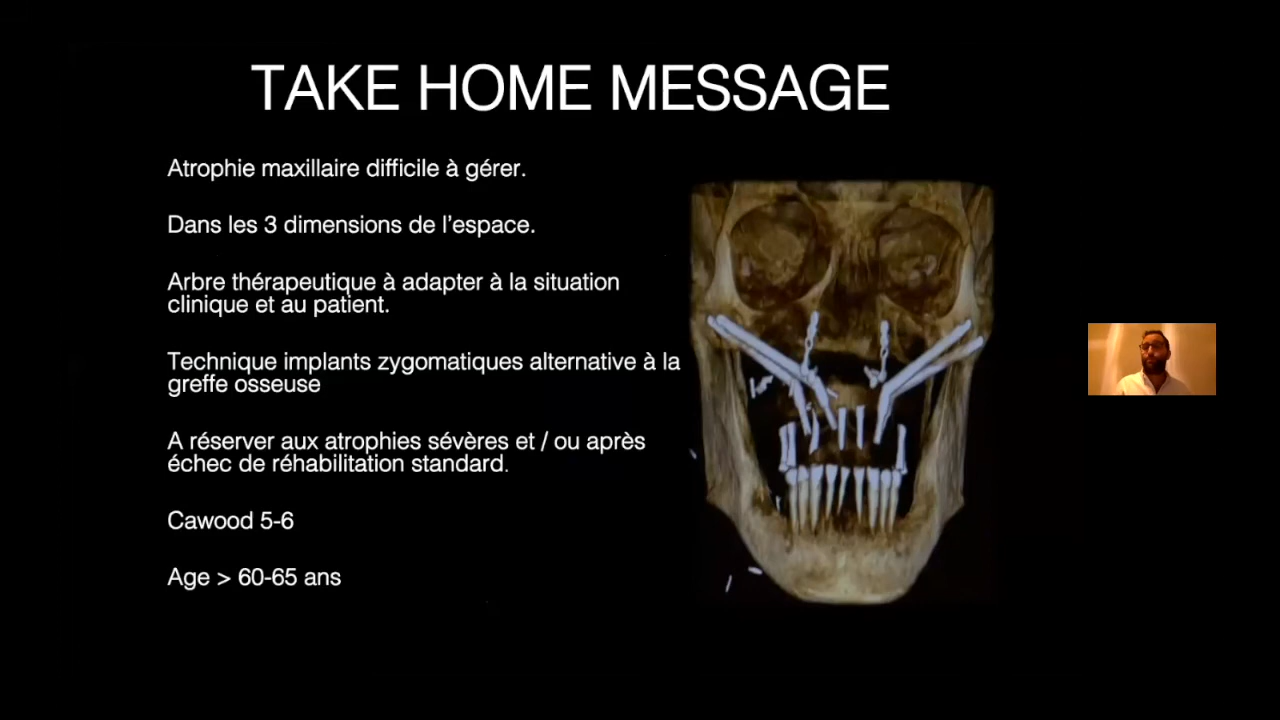 TAKE HOME MESSAGE
Atrophie maxillaire difficile à gérer.
Dans les 3 dimensions de l’espace.
Arbre thérapeutique à adapter à la situation
clinique et au patient.
Technique implants zygomatiques alternative à la
greffe osseuse
A réserver aux atrophies sévères et / ou après
échec de réhabilitation standard.
Cawood 5-6
Age > 60-65 ans